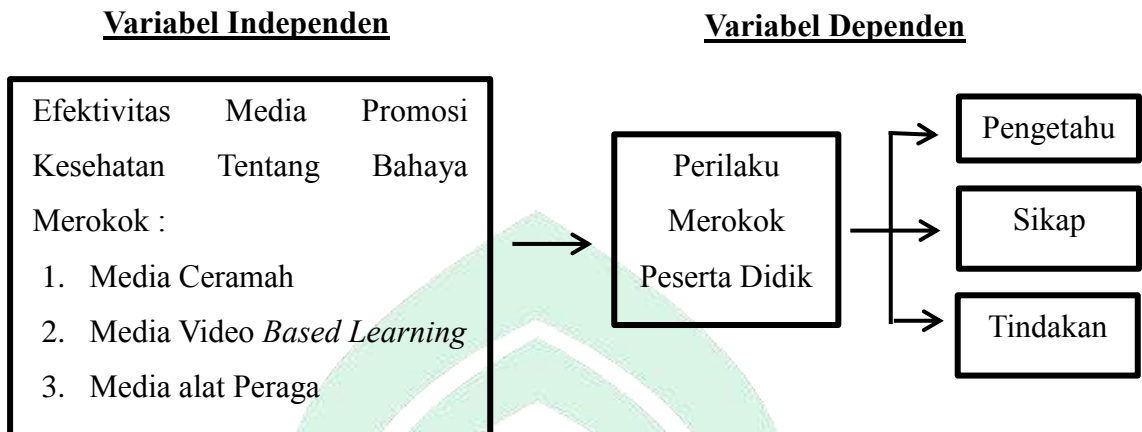 Variabel Independen
Variabel Dependen
Efektivitas Media Promosi
Kesehatan Tentang Bahaya
Merokok :
1. Media Ceramah
2. Media Video Based Learning
3. Media alat Peraga
Perilaku
Merokok
Peserta Didik
Pengetahu
Sikap
Tindakan